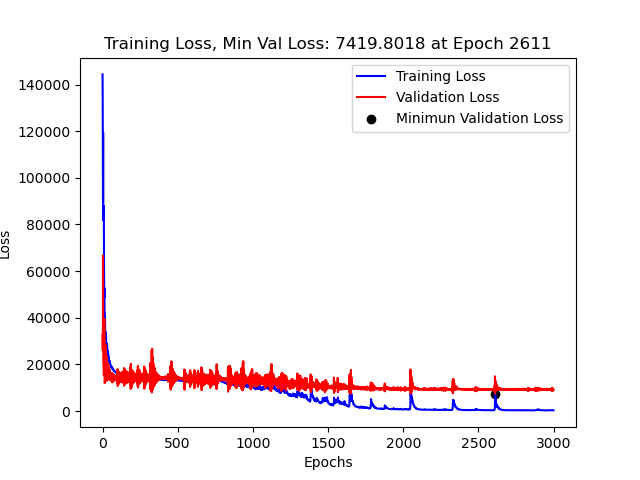 Training Loss, Min Val Loss: 7419.8018 at Epoch 2611
140000
120000
100000
80000
60000
40000
20000
0
Loss
Training Loss
Validation Loss
Minimun Validation Loss
0 500 1000 1500 2000 2500 3000
Epochs